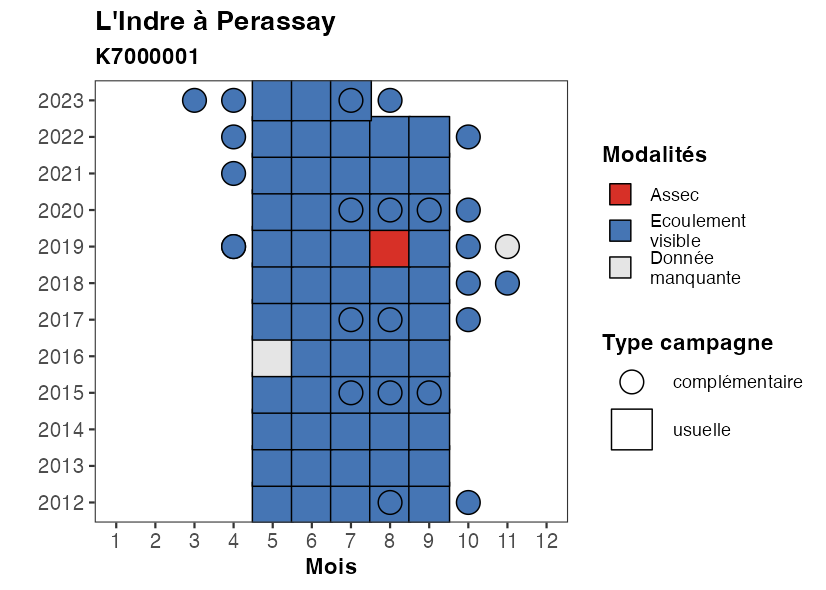 L'Indre à Perassay
K7000001
2023
2022
2021
2020
2019
2018
2017
2016
2015
2014
2013
2012
1 2 3 4 5 6 7 8 9 10 11 12
Mois
Modalités
Assec
Ecoulement
visible
Donnée
manquante
Type campagne
complémentaire
usuelle